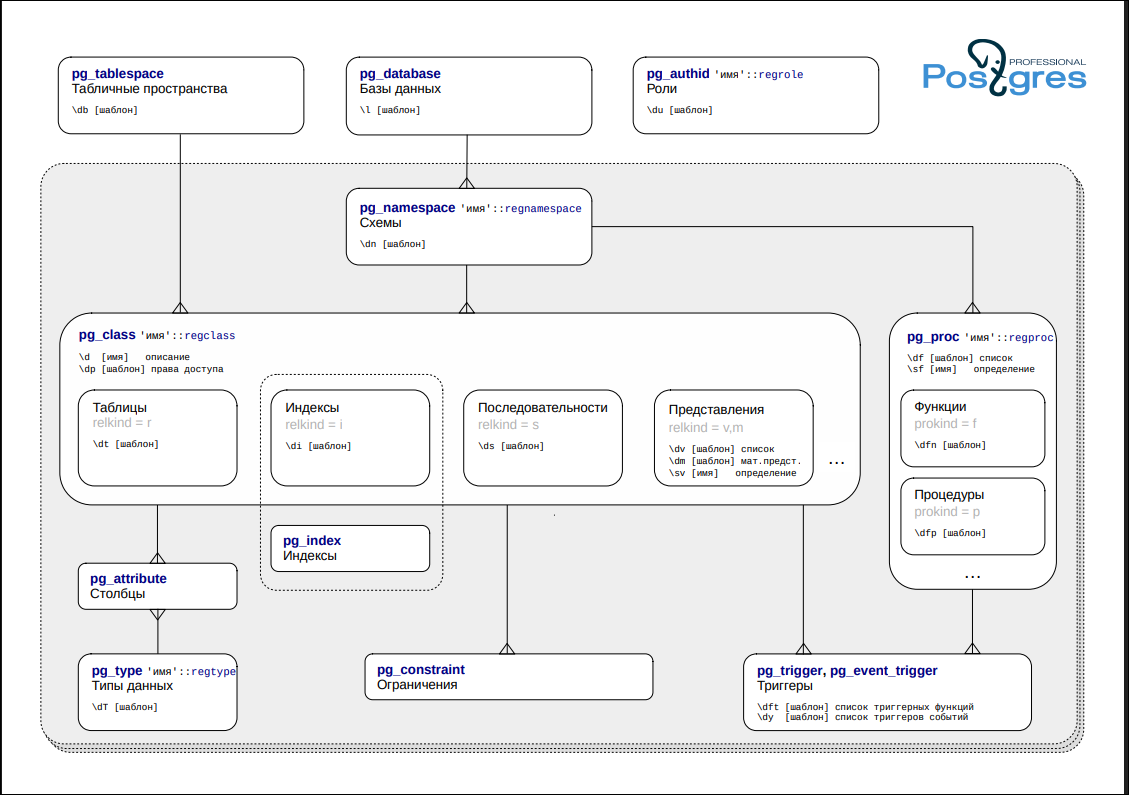 pg_tablespace
Табличные пространства
\db [шаблон]
pg_database
Базы данных
\l [шаблон]
pg_authid 'имя'::regrole
Роли
\du [шаблон]
PROFESSIONAL
Postgres
pg_namespace 'имя'::regnamespace
Схемы
\dn [шаблон]
pg_class 'имя'::regclass
\d [имя] описание
\dp [шаблон] права доступа
Таблицы
relkind = r
\dt [шаблон]
Индексы
relkind = i
\di [шаблон]
Последовательности
relkind = s
\ds [шаблон]
Представления
relkind = v,m
\dv [шаблон] список
\dm [шаблон] мат.предст.
\sv [имя] определение
...
pg_proc 'имя'::regproc
\df [шаблон] список
\sf [имя] определение
Функции
prokind = f
\dfn [шаблон]
Процедуры
prokind = p
\dfp [шаблон]
...
pg_index
Индексы
pg_attribute
Столбцы
pg_type 'имя'::regtype
Типы данных
\dT [шаблон]
pg_constraint
Ограничения
pg_trigger, pg_event_trigger
Триггеры
\dft [шаблон] список триггерных функций
\dy [шаблон] список триггеров событий